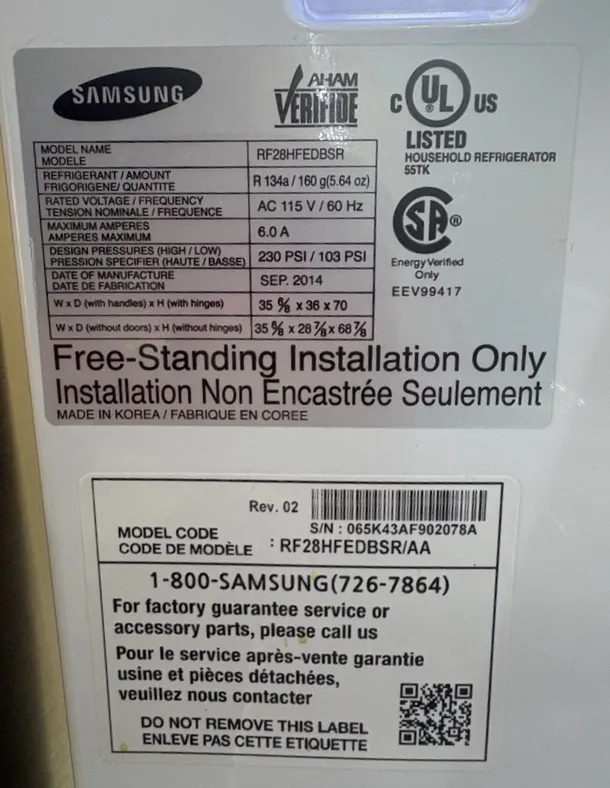 SAMSUNG
AHAM
VERIFIDE
C UL US
LISTED
HOUSEHOLD REFRIGERATOR
55TK
SA®
Energy Verified
Only
EEV99417
MODEL NAME
MODELE
RF28HFEDBSR
REFRIGERANT / AMOUNT
FRIGORIGENE/ QUANTITE
R 134a / 160 g(5.64 oz)
RATED VOLTAGE / FREQUENCY
TENSION NOMINALE / FREQUENCE
AC 115 V / 60 Hz
MAXIMUM AMPERES
AMPERES MAXIMUM
6.0 A
DESIGN PRESSURES (HIGH / LOW)
PRESSION SPECIFIER (HAUTE / BASSE)
230 PSI / 103 PSI
DATE OF MANUFACTURE
DATE DE FABRICATION
SEP. 2014
W x D (with handles) x H (with hinges)
35 ⅝ x 36 x 70
W x D (without doors) x H (without hinges)
35 ⅝ x 28 ⅞ x 68 ⅞
Free-Standing Installation Only
Installation Non Encastrée Seulement
MADE IN KOREA / FABRIQUE EN COREE
Rev. 02
S/N : 065K43AF902078A
MODEL CODE
CODE DE MODÈLE : RF28HFEDBSR/AA
1-800-SAMSUNG(726-7864)
For factory guarantee service or
accessory parts, please call us
Pour le service après-vente garantie
usine et pièces détachées,
veuillez nous contacter
DO NOT REMOVE THIS LABEL
ENLEVE PAS CETTE ETIQUETTE